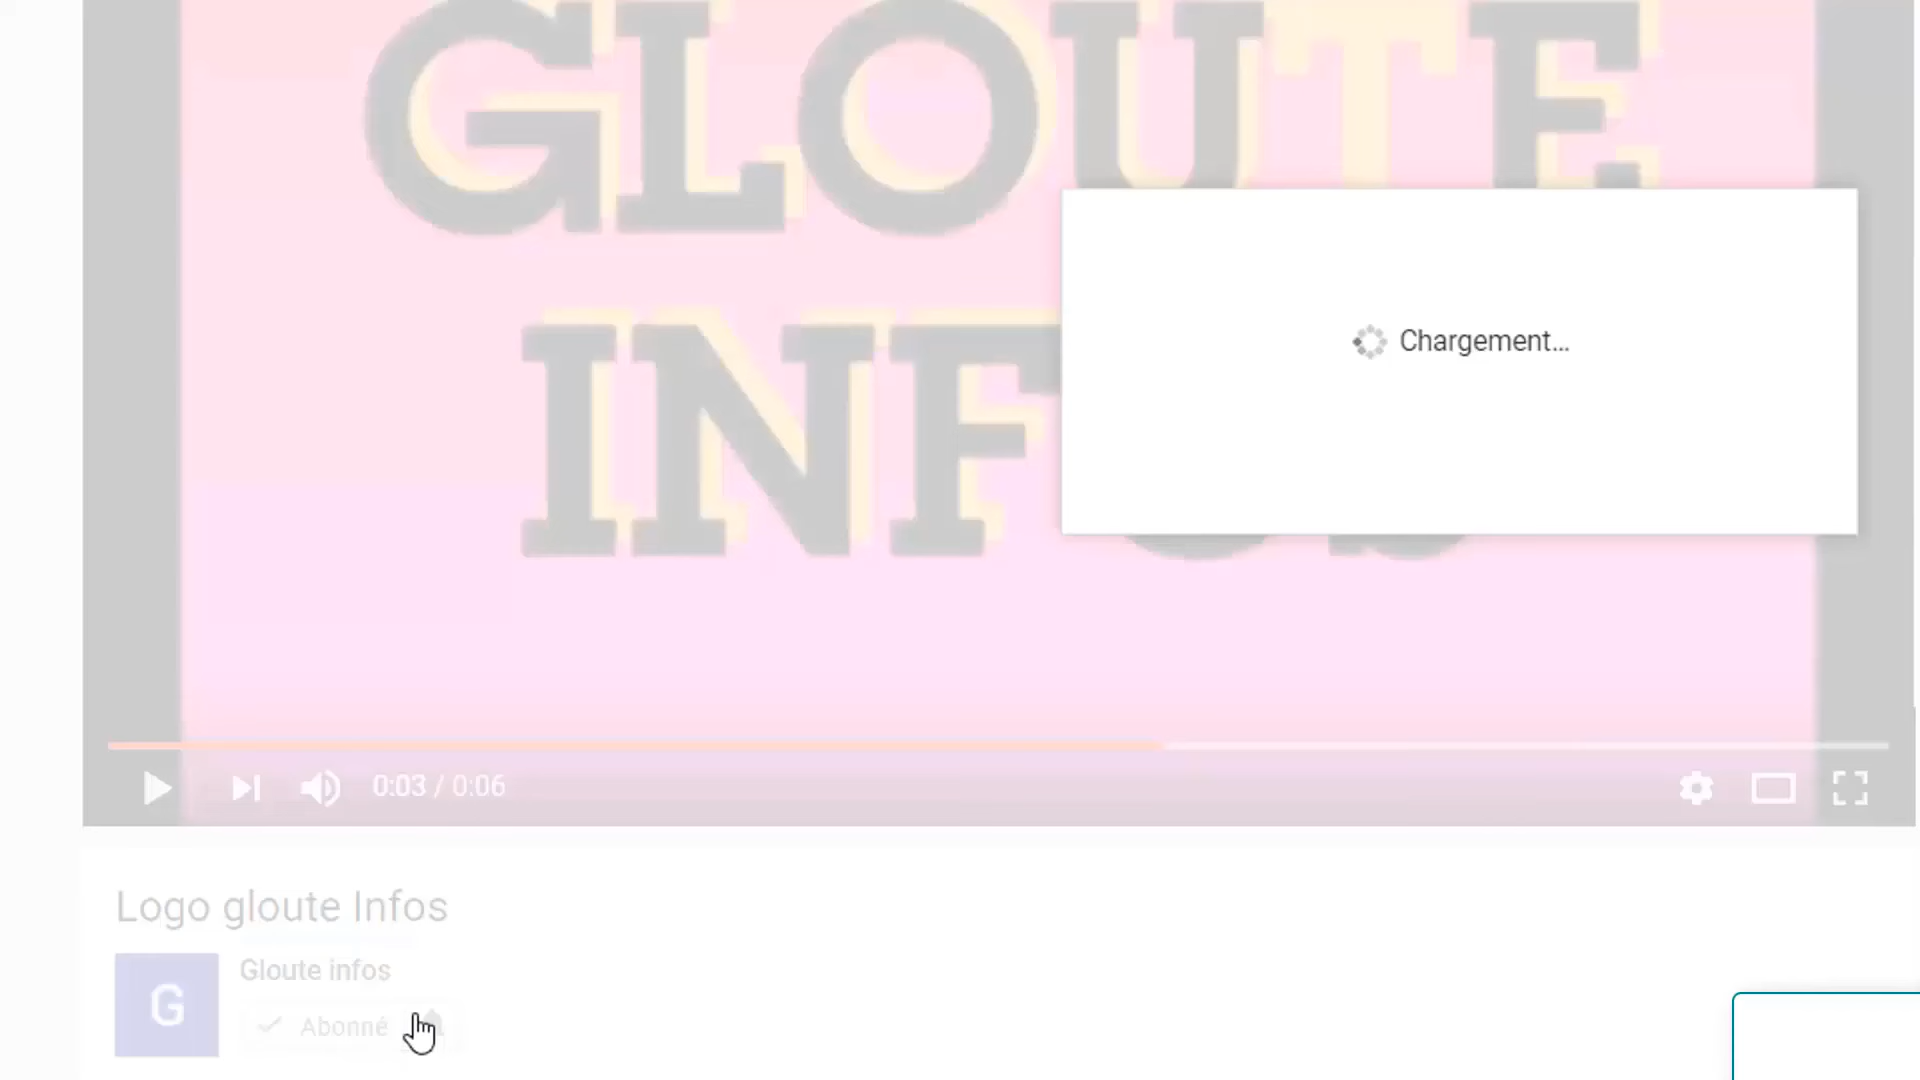 GLOUTE
INF
Chargement...
0:03 / 0:06
Logo gloute Infos
G
Gloute infos
Abonné